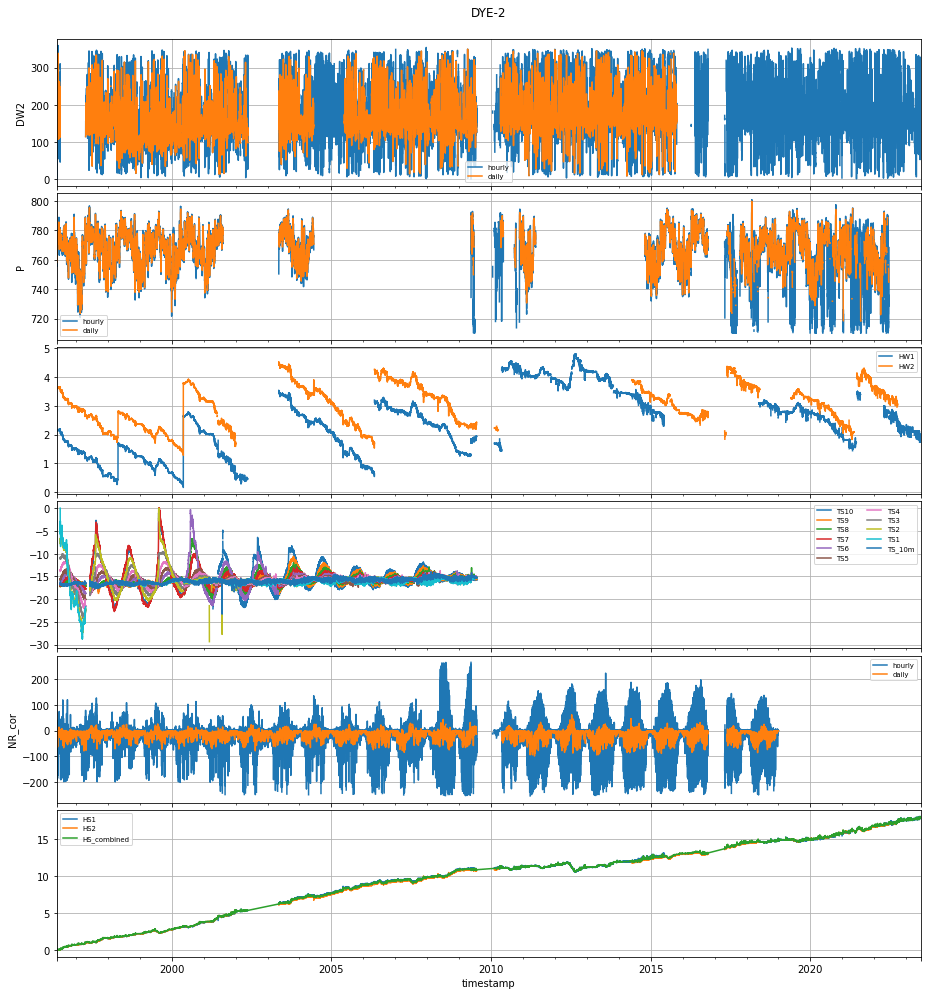 DYE-2
DW2
300
200
100
0
hourly
daily
P
800
780
760
740
720
hourly
daily
5
4
3
2
1
0
HW1
HW2
0
−5
−10
−15
−20
−25
−30
TS10 TS4
TS9 TS3
TS8 TS2
TS7 TS1
TS6 TS_10m
TS5
NR_cor
200
100
0
−100
−200
hourly
daily
15
10
5
0
HS1
HS2
HS_combined
2000 2005 2010 2015 2020
timestamp